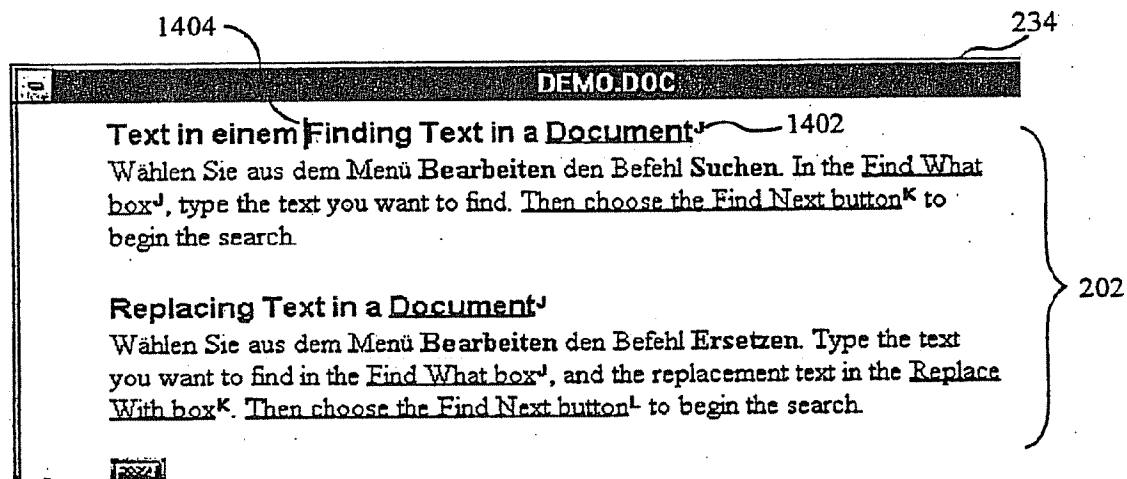 1404 234
DEMO.DOC
Text in einem Finding Text in a Document ᴶ 1402
Wählen Sie aus dem Menü Bearbeiten den Befehl Suchen. In the Find What
box ᴶ, type the text you want to find. Then choose the Find Next button ᴷ to
begin the search.
202
Replacing Text in a Document ᴶ
Wählen Sie aus dem Menü Bearbeiten den Befehl Ersetzen. Type the text
you want to find in the Find What box ᴶ, and the replacement text in the Replace
With box ᴷ. Then choose the Find Next button ᴸ to begin the search.